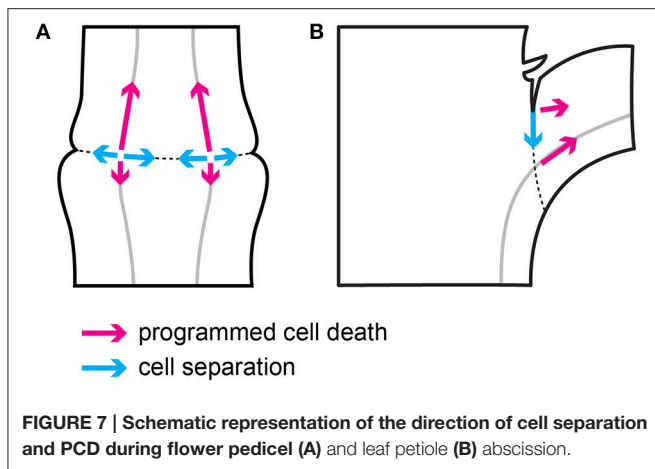 A
B
programmed cell death
cell separation
FIGURE 7 | Schematic representation of the direction of cell separation
and PCD during flower pedicel (A) and leaf petiole (B) abscission.